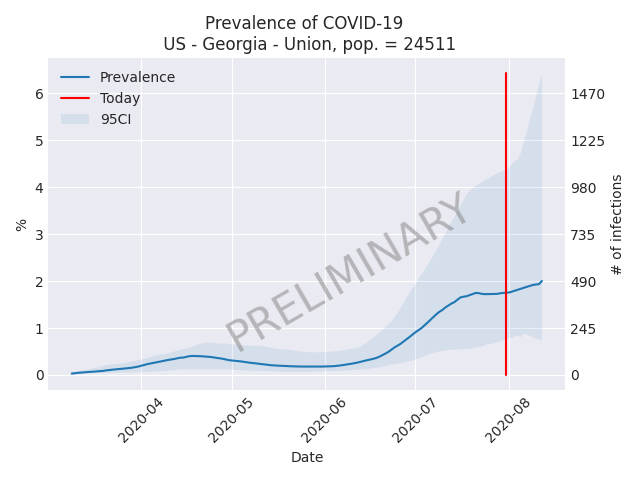 Prevalence of COVID-19
US - Georgia - Union, pop. = 24511
Prevalence
Today
95CI
6
5
4
3
2
1
0
%
1470
1225
980
735
490
245
0
# of infections
PRELIMINARY
2020-04
2020-05
2020-06
2020-07
2020-08
Date